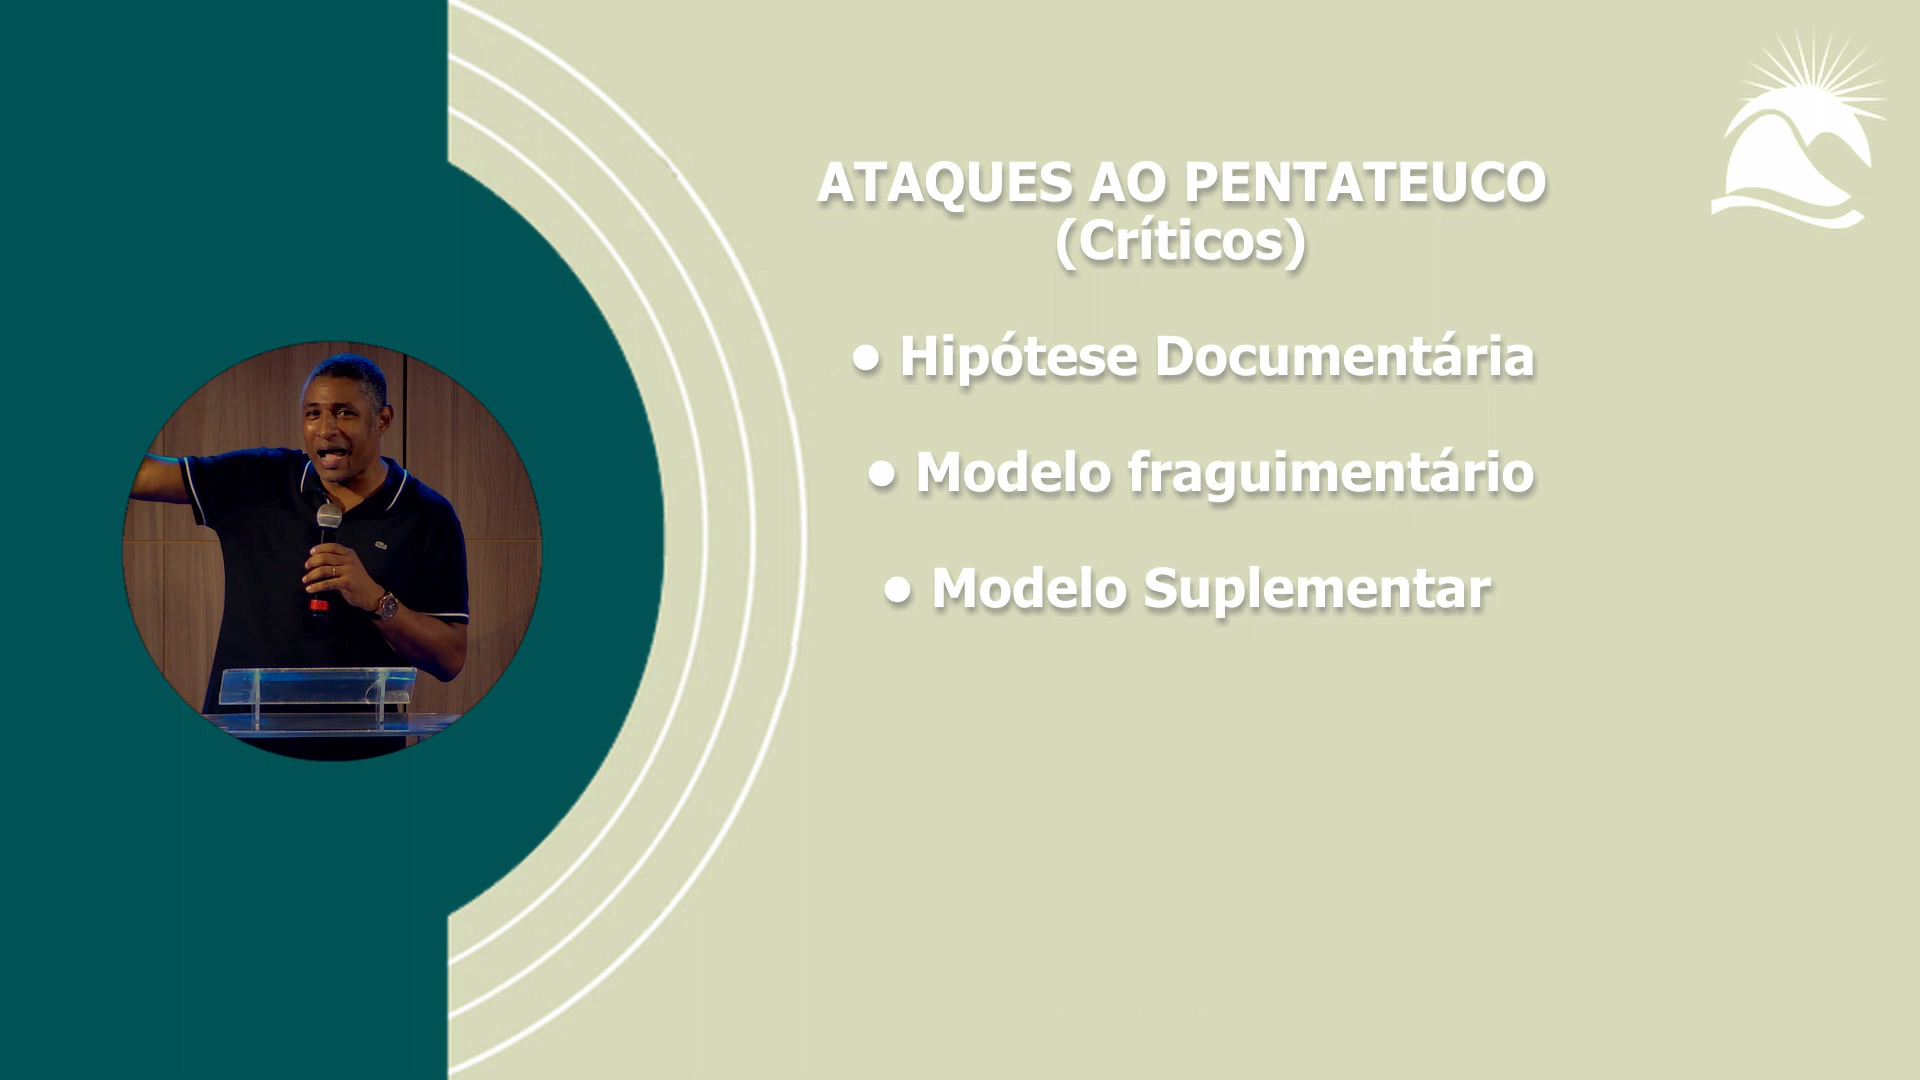 ATAQUES AO PENTATEUCO
(Críticos)
• Hipótese Documentária
• Modelo fraguimentário
• Modelo Suplementar